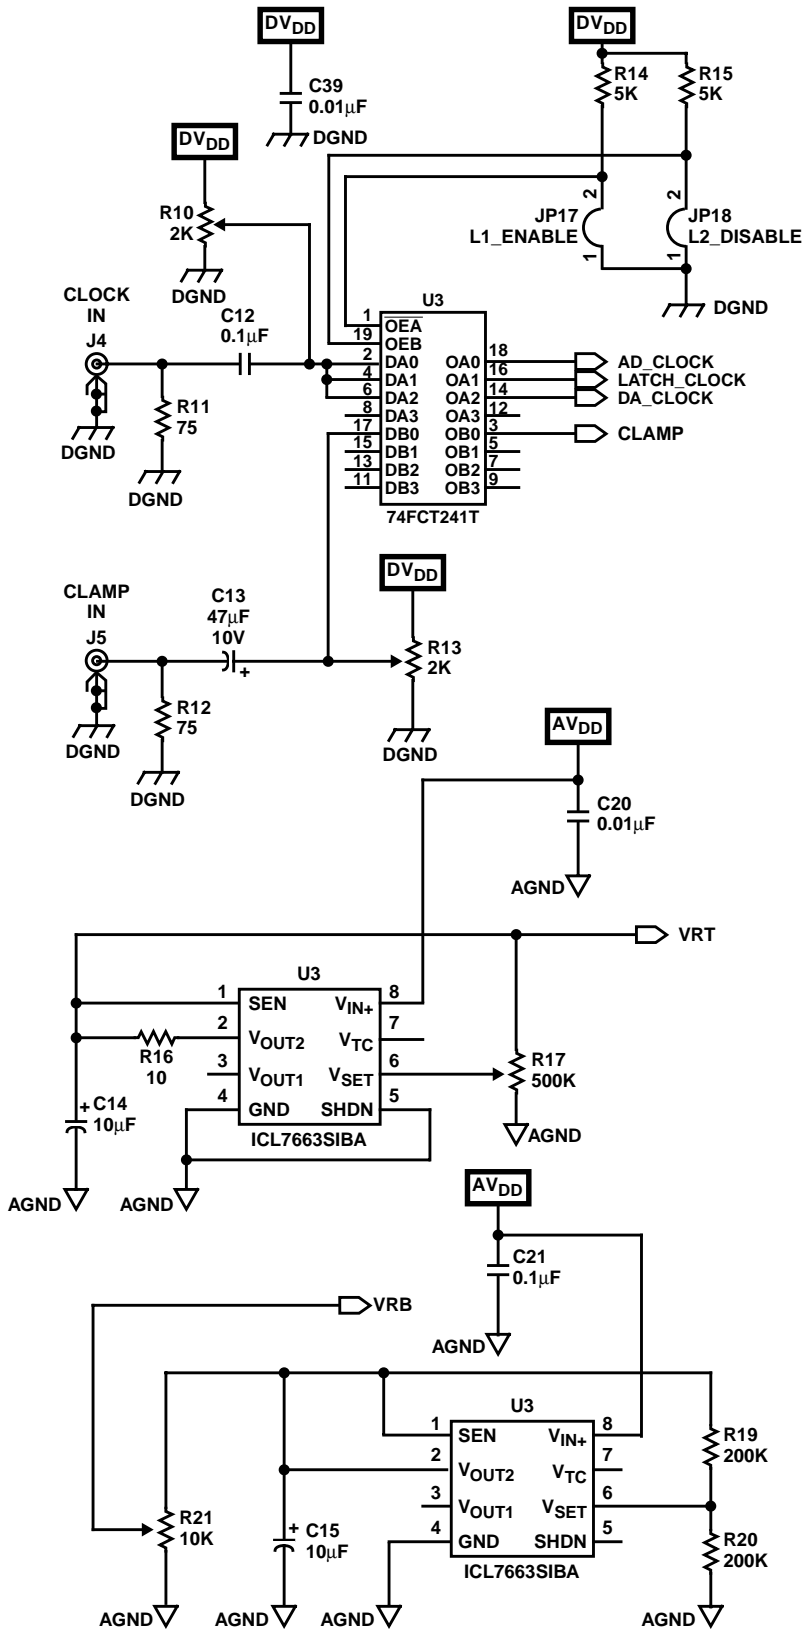 DVDD
DVDD
R14
5K
R15
5K
C39
0.01µF
DGND
DVDD
R10
2K
DGND
2
JP17
L1_ENABLE
1
2
JP18
L2_DISABLE
1
DGND
CLOCK
IN
J4
DGND
C12
0.1µF
R11
75
DGND
U3
1 OEA
19 OEB
2 DA0 OA0 18 AD_CLOCK
4 DA1 OA1 16 LATCH_CLOCK
6 DA2 OA2 14 DA_CLOCK
8 DA3 OA3 12
17 DB0 OB0 3 CLAMP
15 DB1 OB1 5
13 DB2 OB2 7
11 DB3 OB3 9
74FCT241T
CLAMP
IN
J5
DGND
C13
47µF
10V
+
R12
75
DGND
DVDD
R13
2K
DGND
AVDD
C20
0.01µF
AGND
VRT
U3
1 SEN VIN+ 8
2 VOUT2 VTC 7
3 VOUT1 VSET 6
4 GND SHDN 5
ICL7663SIBA
R16
10
+ C14
10µF
AGND
AGND
R17
500K
AGND
AVDD
C21
0.1µF
AGND
VRB
U3
1 SEN VIN+ 8
2 VOUT2 VTC 7
3 VOUT1 VSET 6
4 GND SHDN 5
ICL7663SIBA
R19
200K
R20
200K
R21
10K
+ C15
10µF
AGND
AGND
AGND
AGND